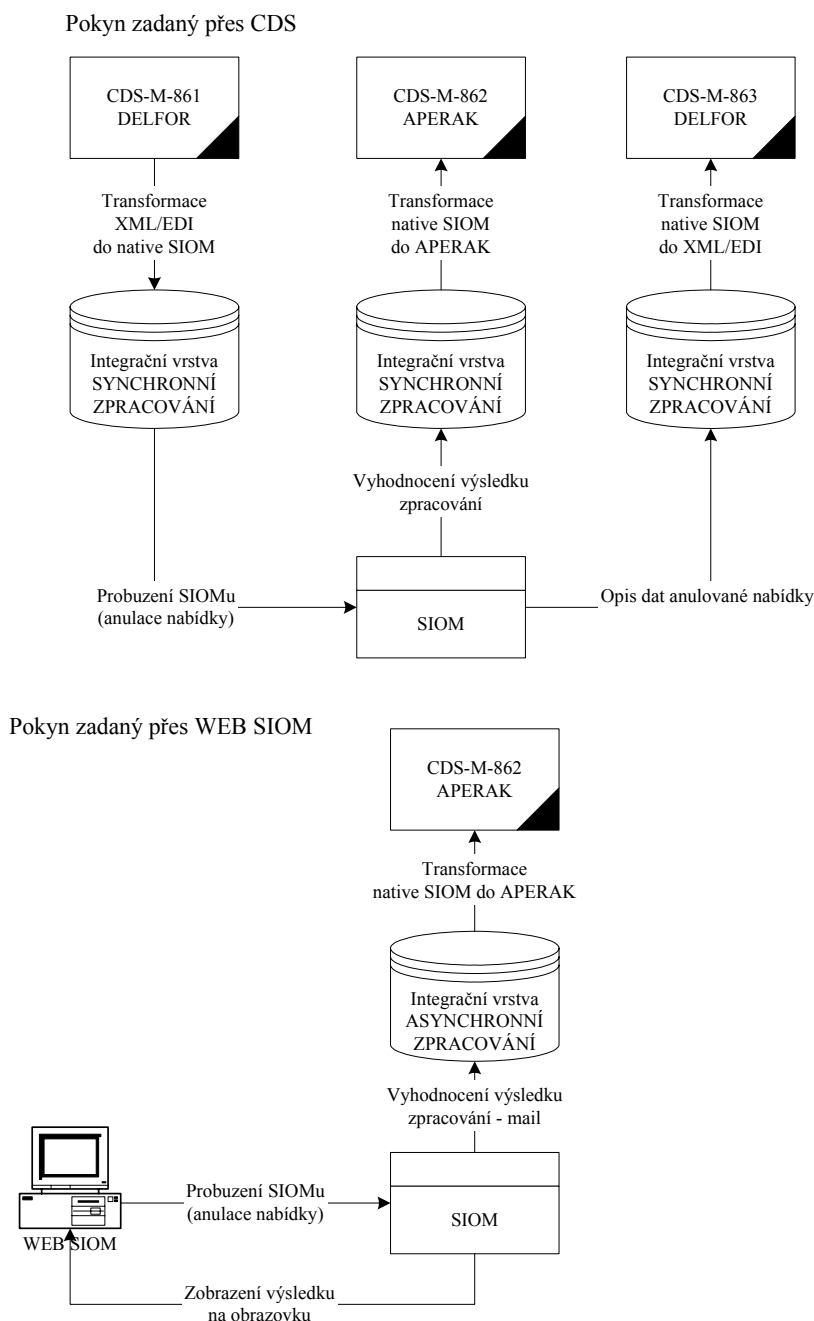 Pokyn zadaný přes CDS
CDS-M-861
DELFOR
CDS-M-862
APERAK
CDS-M-863
DELFOR
Transformace
XML/EDI
do native SIOM
Transformace
native SIOM
do APERAK
Transformace
native SIOM
do XML/EDI
Integrační vrstva
SYNCHRONNÍ
ZPRACOVÁNÍ
Integrační vrstva
SYNCHRONNÍ
ZPRACOVÁNÍ
Integrační vrstva
SYNCHRONNÍ
ZPRACOVÁNÍ
Vyhodnocení výsledku
zpracování
Probuzení SIOMu
(anulace nabídky)
SIOM
Opis dat anulované nabídky
Pokyn zadaný přes WEB SIOM
CDS-M-862
APERAK
Transformace
native SIOM do APERAK
Integrační vrstva
ASYNCHRONNÍ
ZPRACOVÁNÍ
Vyhodnocení výsledku
zpracování - mail
Probuzení SIOMu
(anulace nabídky)
SIOM
WEB SIOM
Zobrazení výsledku
na obrazovku